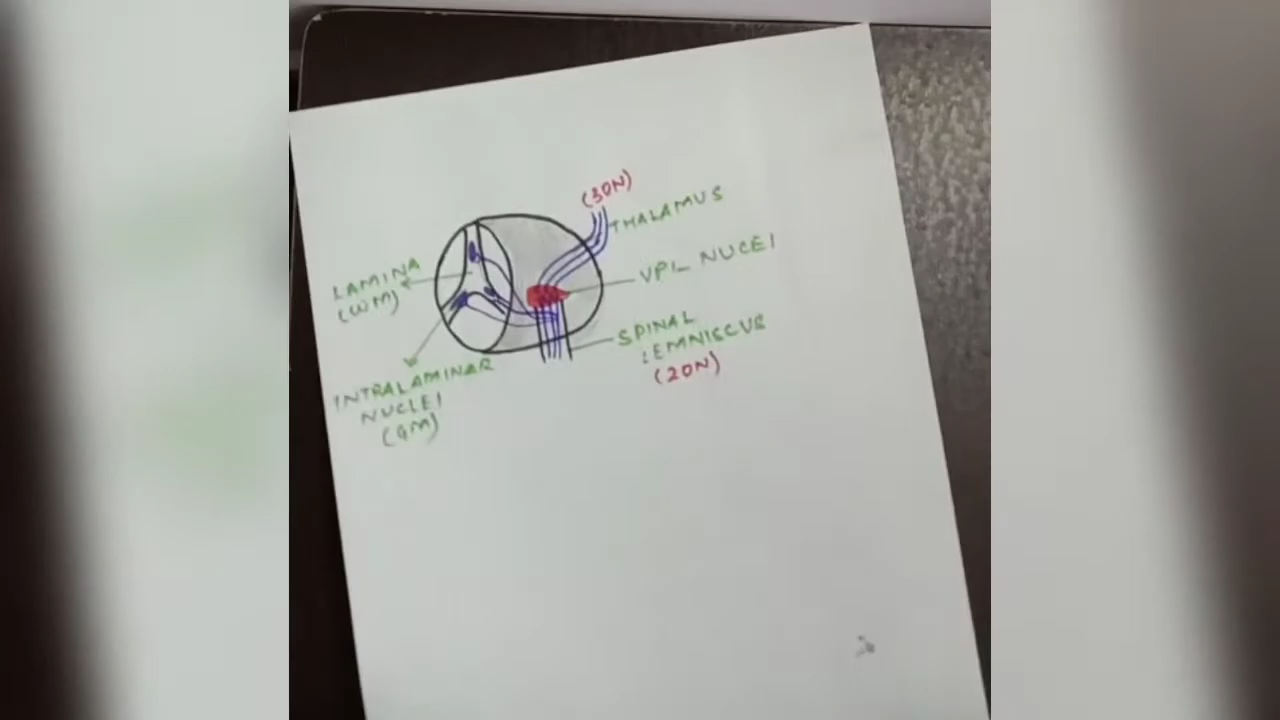 (3ON)
THALAMUS
VPL NUCEI
LAMINA
(WM)
SPINAL
LEMNISCUS
(2ON)
INTRALAMINAR
NUCLEI
(GM)